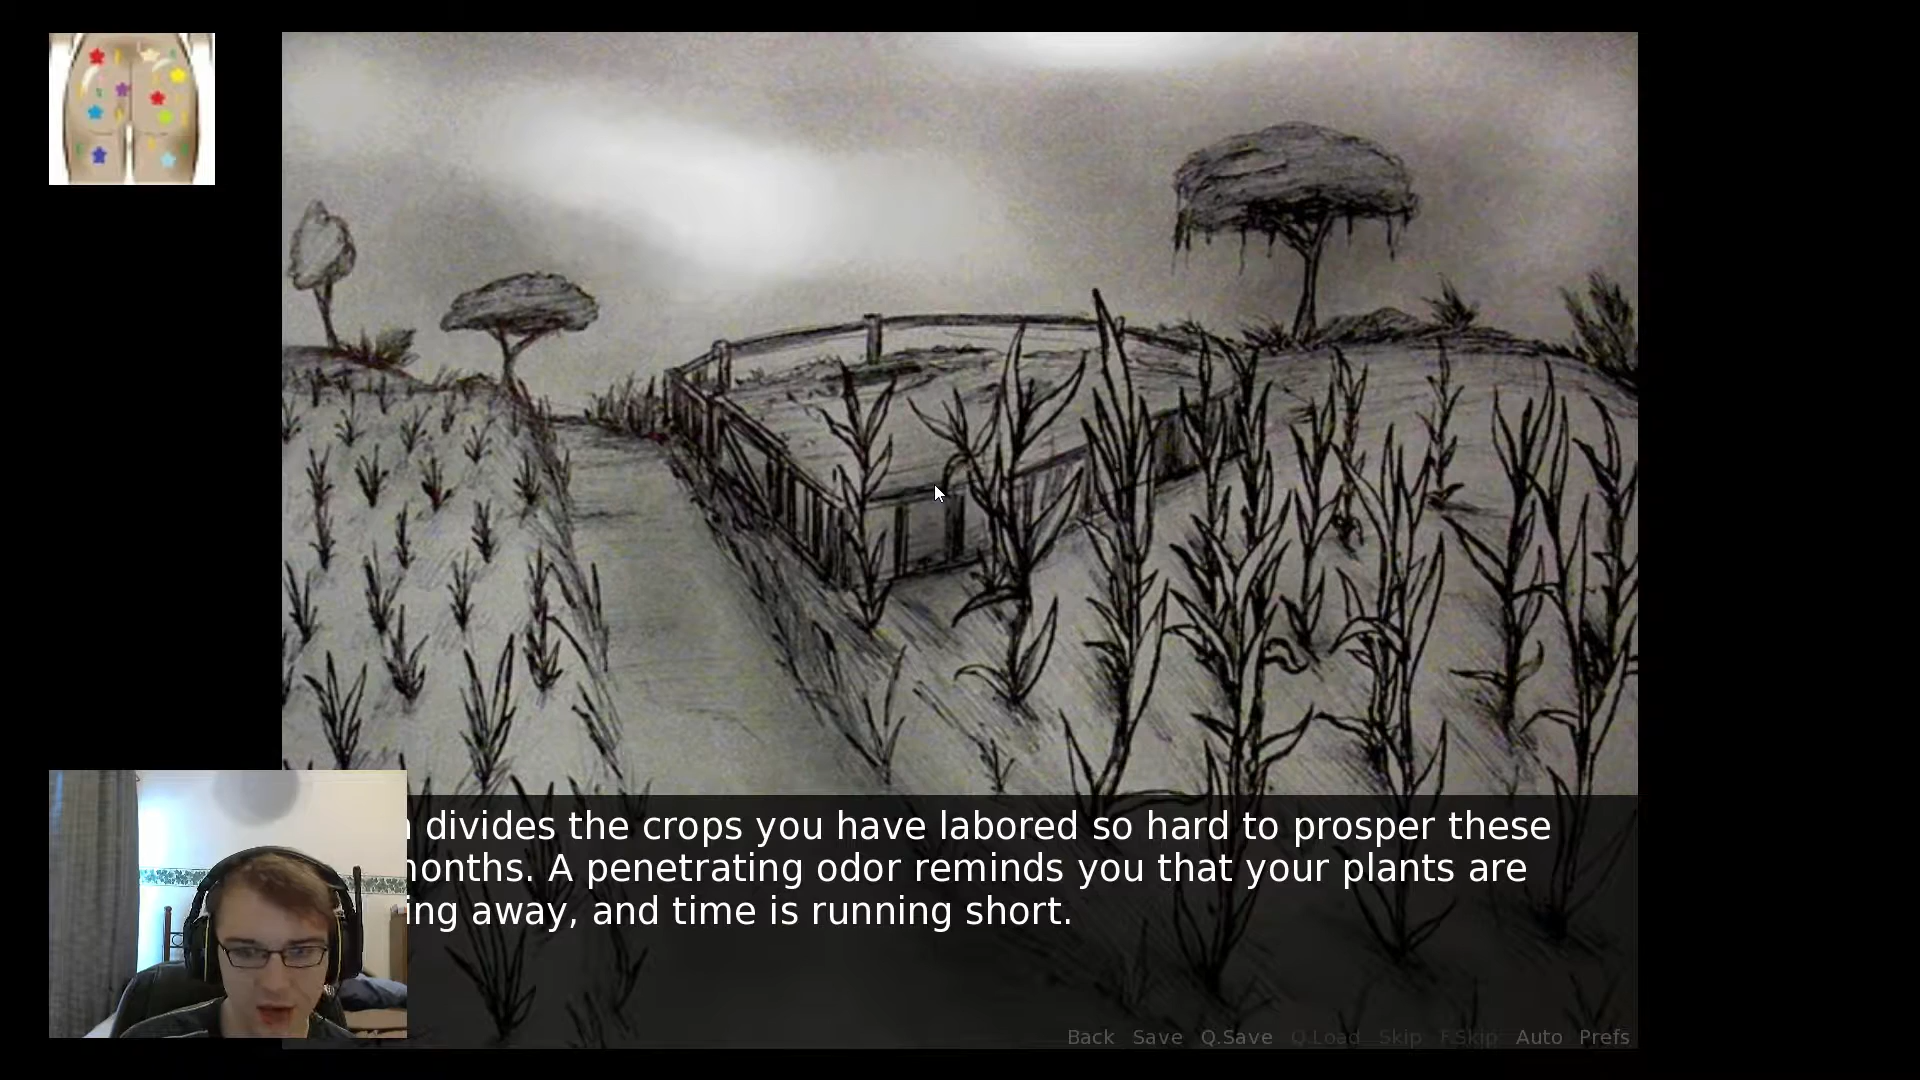 divides the crops you have labored so hard to prosper these
months. A penetrating odor reminds you that your plants are
ing away, and time is running short.
Back Save Q.Save Q.Load Skip F.Skip Auto Prefs